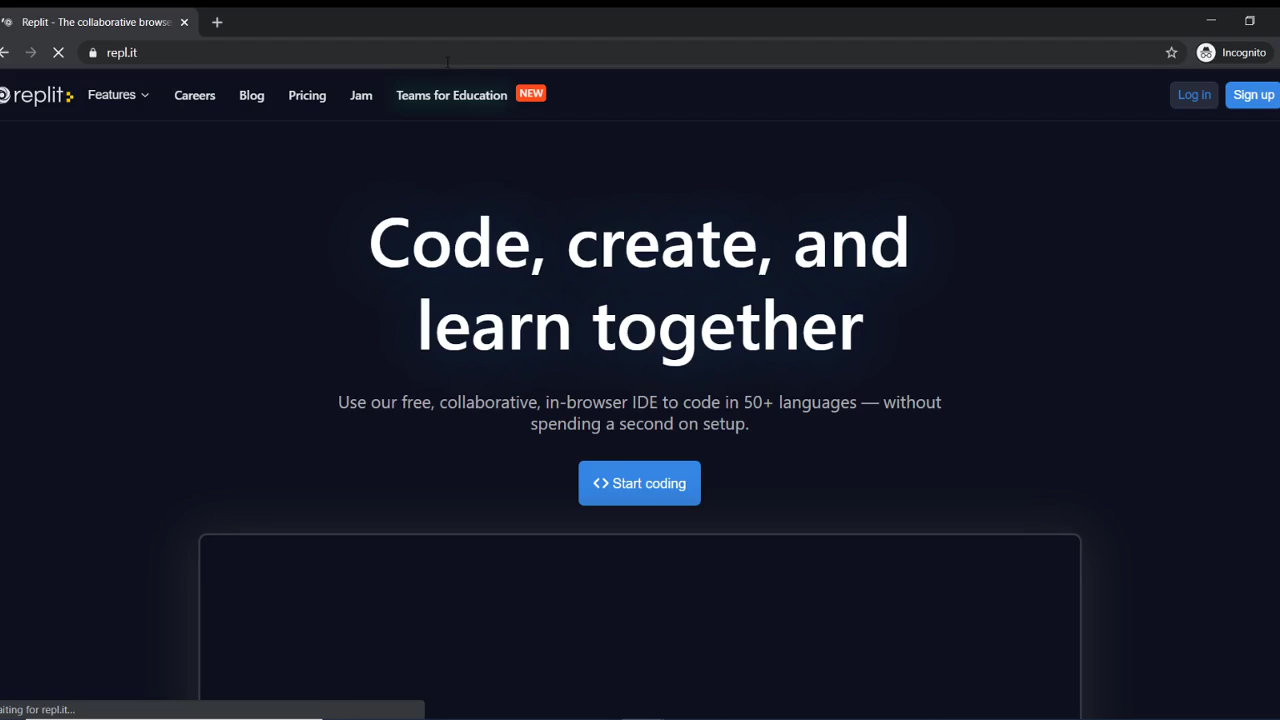 Replit - The collaborative browse
repl.it
Incognito
replit
Features
Careers
Blog
Pricing
Jam
Teams for Education
NEW
Log in
Sign up
Code, create, and
learn together
Use our free, collaborative, in-browser IDE to code in 50+ languages — without
spending a second on setup.
<> Start coding
aiting for repl.it...